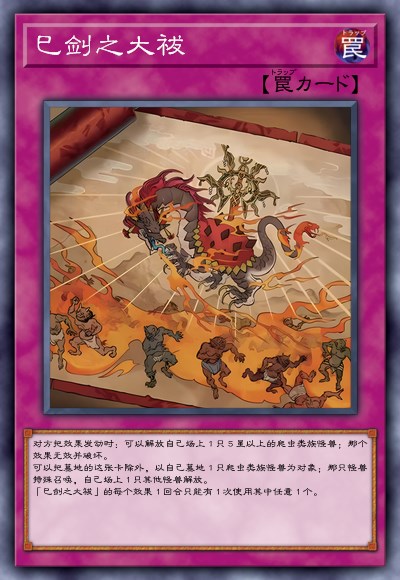 巳剑之大祓
トラップ
罠
トラップ
【罠カード】
对方把效果发动时：可以解放自己场上1只5星以上的爬虫类族怪兽；那个
效果无效并破坏。
可以把墓地的这张卡除外，以自己墓地1只爬虫类族怪兽为对象；那只怪兽
特殊召唤，自己场上1只其他怪兽解放。
「巳剑之大祓」的每个效果1回合只能有1次使用其中任意1个。